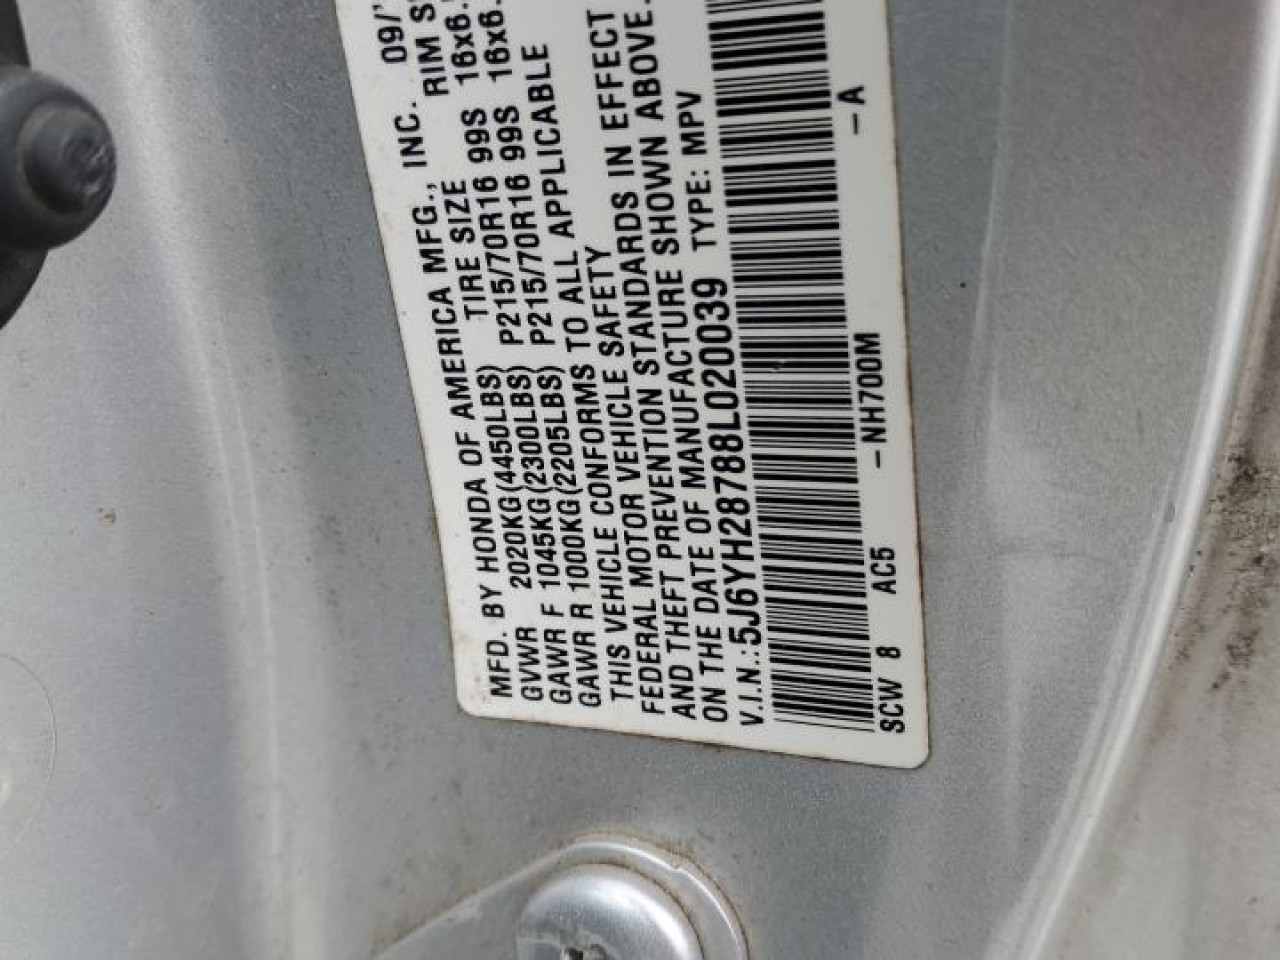 MFD. BY HONDA OF AMERICA MFG., INC. 09/
TIRE SIZE RIM
GVWR 2020KG(4450LBS)
GAWR F 1045KG(2300LBS) P215/70R16 99S 16x6.
GAWR R 1000KG(2205LBS) P215/70R16 99S 16x6.
THIS VEHICLE CONFORMS TO ALL APPLICABLE
FEDERAL MOTOR VEHICLE SAFETY
AND THEFT PREVENTION STANDARDS IN EFFECT
ON THE DATE OF MANUFACTURE SHOWN ABOVE.
V.I.N.: 5J6YH28788L020039 TYPE: MPV
SCW 8 AC5 -NH700M -A